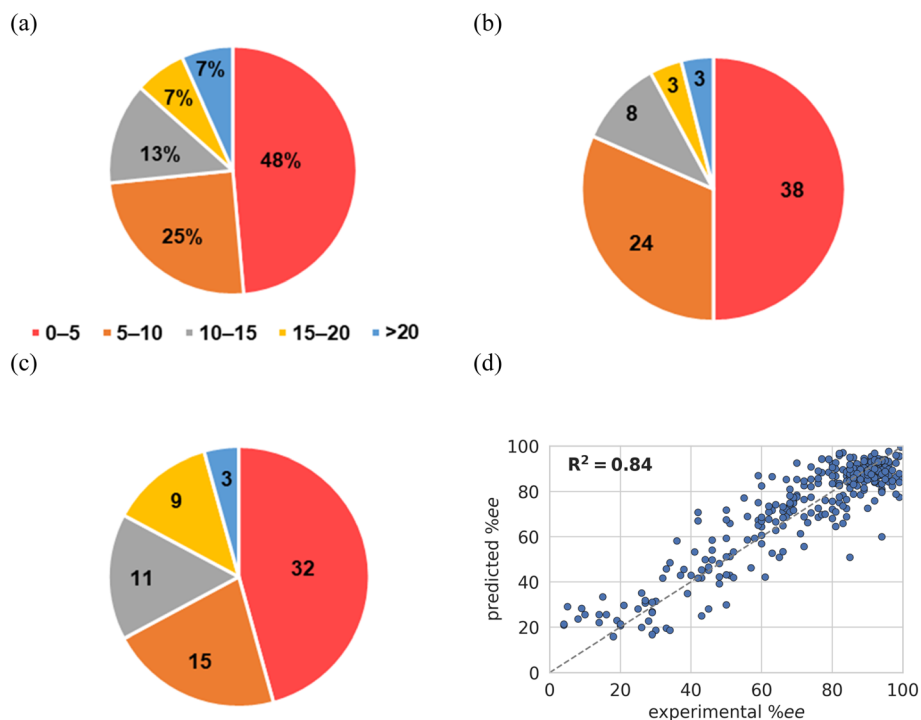 (a)
(b)
7%
7%
48%
13%
25%
3
3
8
38
24
0–5 5–10 10–15 15–20 >20
(c)
(d)
3
9
32
11
15
R² = 0.84
100
80
60
40
20
0
predicted %ee
0 20 40 60 80 100
experimental %ee